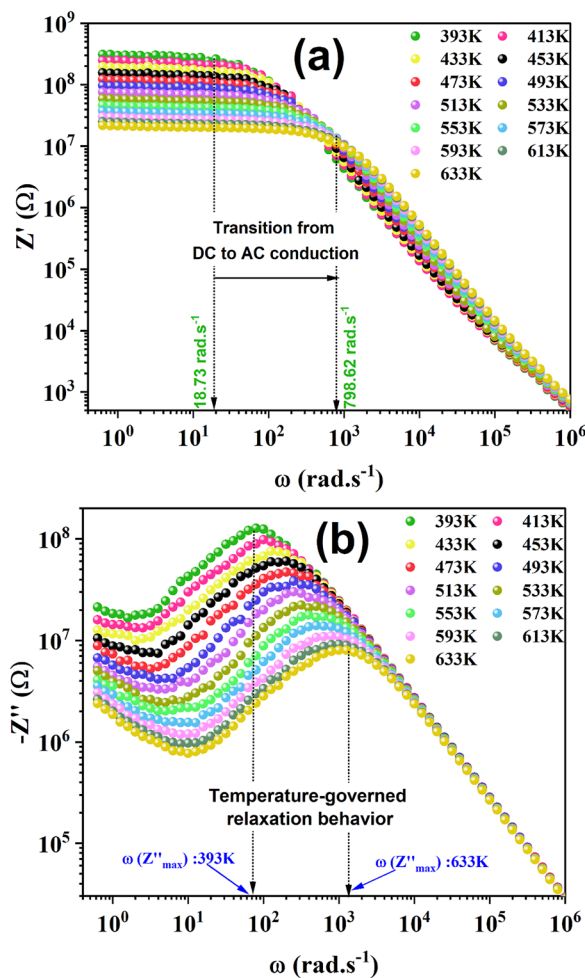 (a)
10⁹
10⁸
10⁷
10⁶
10⁵
10⁴
10³
Z' (Ω)
393K 413K
433K 453K
473K 493K
513K 533K
553K 573K
593K 613K
633K
Transition from
DC to AC conduction
18.73 rad.s⁻¹
798.62 rad.s⁻¹
10⁰ 10¹ 10² 10³ 10⁴ 10⁵ 10⁶
ω (rad.s⁻¹)
(b)
10⁸
10⁷
10⁶
10⁵
-Z'' (Ω)
393K 413K
433K 453K
473K 493K
513K 533K
553K 573K
593K 613K
633K
Temperature-governed
relaxation behavior
ω (Z''max) :393K
ω (Z''max) :633K
10⁰ 10¹ 10² 10³ 10⁴ 10⁵ 10⁶
ω (rad.s⁻¹)